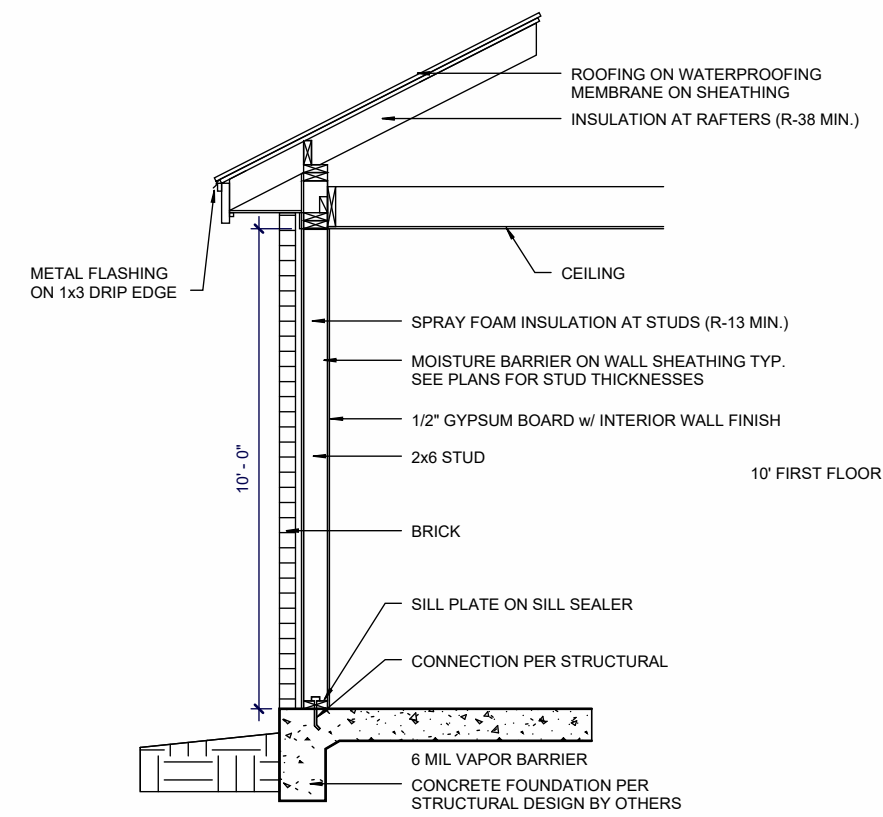 ROOFING ON WATERPROOFING
MEMBRANE ON SHEATHING
INSULATION AT RAFTERS (R-38 MIN.)
METAL FLASHING
ON 1x3 DRIP EDGE
CEILING
SPRAY FOAM INSULATION AT STUDS (R-13 MIN.)
MOISTURE BARRIER ON WALL SHEATHING TYP.
SEE PLANS FOR STUD THICKNESSES
1/2" GYPSUM BOARD w/ INTERIOR WALL FINISH
10' - 0"
2x6 STUD
10' FIRST FLOOR
BRICK
SILL PLATE ON SILL SEALER
CONNECTION PER STRUCTURAL
6 MIL VAPOR BARRIER
CONCRETE FOUNDATION PER
STRUCTURAL DESIGN BY OTHERS